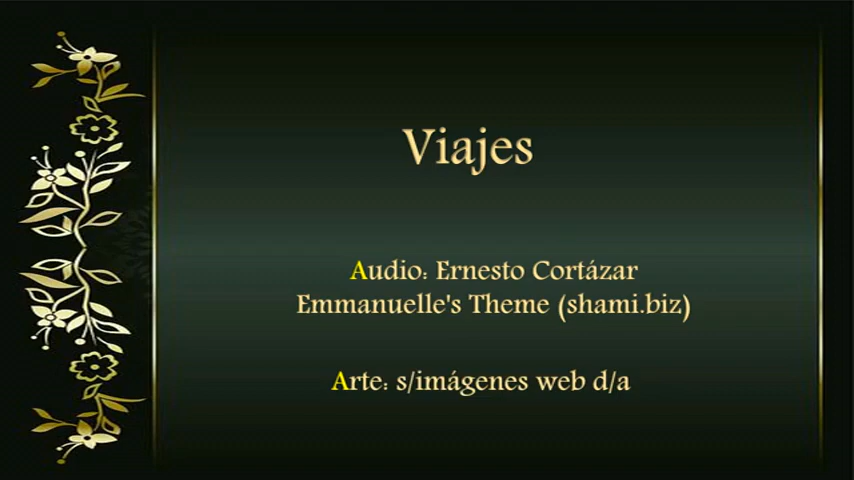 Viajes
Audio: Ernesto Cortázar
Emmanuelle's Theme (shami.biz)
Arte: s/imágenes web d/a